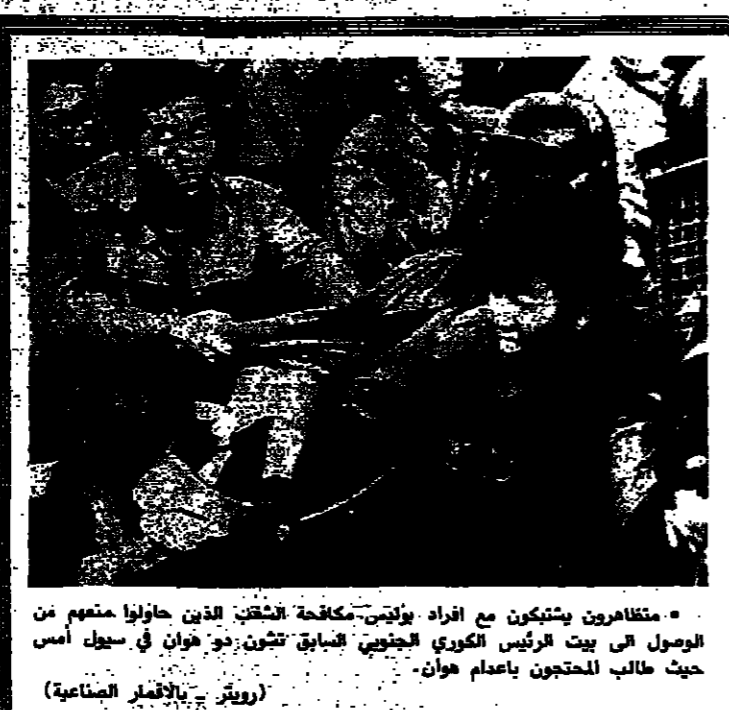 ▪ متظاهرون يشتبكون مع افراد بوليس مكافحة الشغب الذين حاولوا منعهم من
الوصول الى بيت الرئيس الكوري الجنوبي السابق تشون دو هوان في سيول أمس
حيث طالب المحتجون باعدام هوان.
(رويتر - بالاقمار الصناعية)